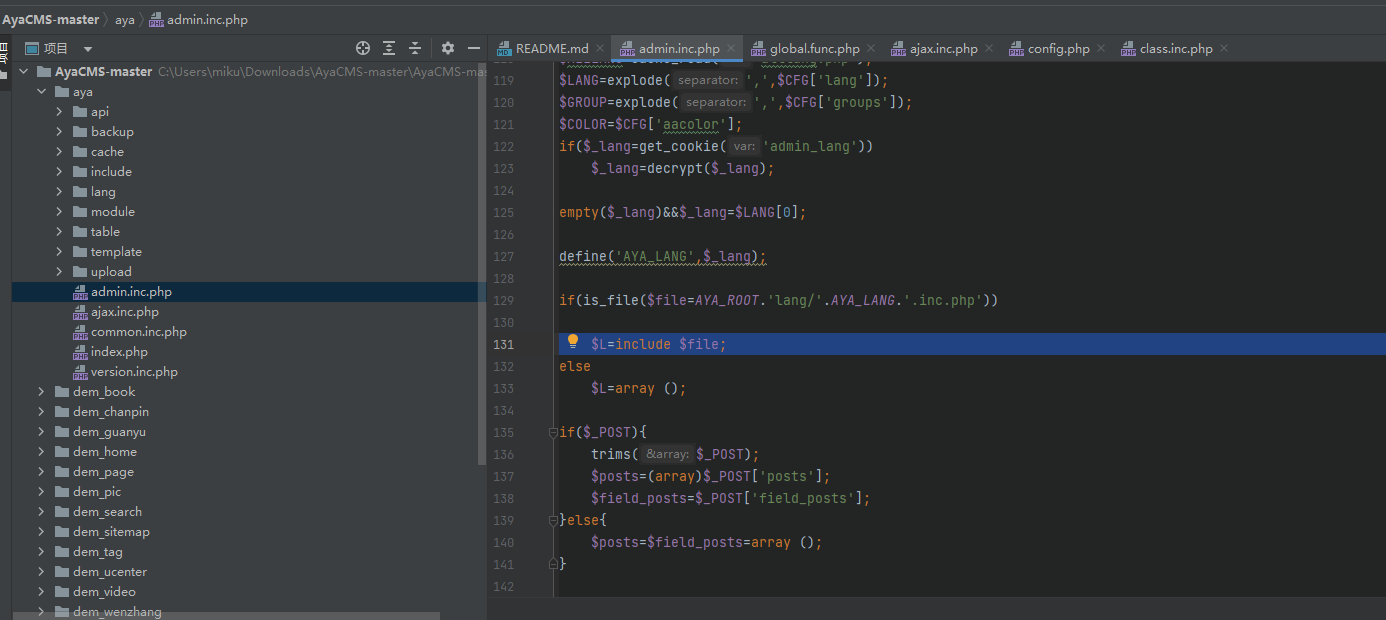 AyaCMS-master 〉 aya 〉 admin.inc.php
项目
AyaCMS-master C:\Users\miku\Downloads\AyaCMS-master\AyaCMS-mas
aya
api
backup
cache
include
lang
module
table
template
upload
admin.inc.php
ajax.inc.php
common.inc.php
index.php
version.inc.php
dem_book
dem_chanpin
dem_guanyu
dem_home
dem_page
dem_pic
dem_search
dem_sitemap
dem_tag
dem_ucenter
dem_video
dem_wenzhang
README.md × admin.inc.php × global.func.php × ajax.inc.php × config.php × class.inc.php ×
119 $LANG=explode( separator: ',',$CFG['lang']);
120 $GROUP=explode( separator: ',',$CFG['groups']);
121 $COLOR=$CFG['aacolor'];
122 if($_lang=get_cookie( var: 'admin_lang'))
123 $_lang=decrypt($_lang);
124
125 empty($_lang)&&$_lang=$LANG[0];
126
127 define('AYA_LANG',$_lang);
128
129 if(is_file($file=AYA_ROOT.'lang/'.AYA_LANG.'.inc.php'))
130
131 $L=include $file;
132 else
133 $L=array ();
134
135 if($_POST){
136 trims( &array: $_POST);
137 $posts=(array)$_POST['posts'];
138 $field_posts=$_POST['field_posts'];
139 }else{
140 $posts=$field_posts=array ();
141 }
142